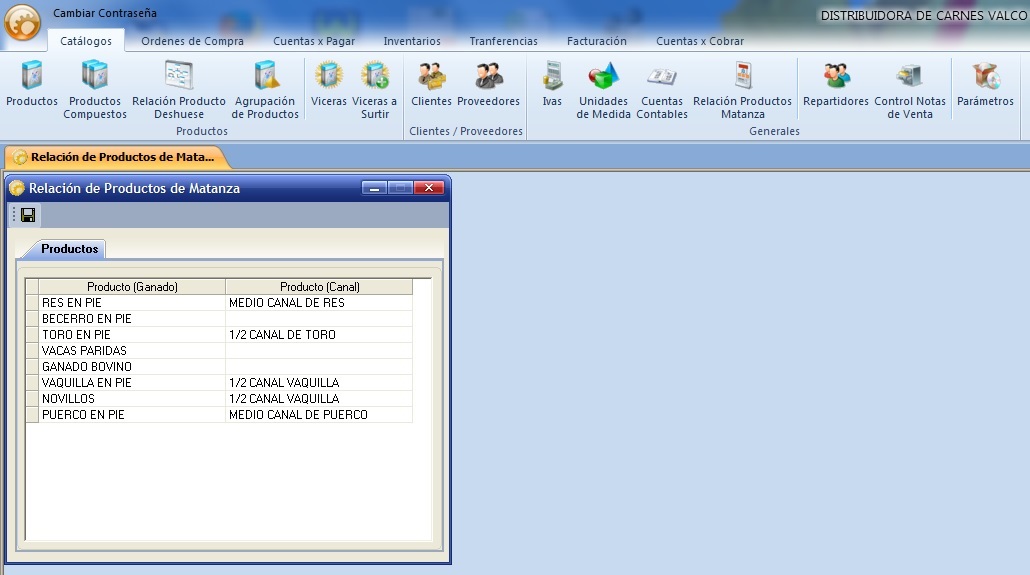 Cambiar Contraseña
DISTRIBUIDORA DE CARNES VALCO
Catálogos Ordenes de Compra Cuentas x Pagar Inventarios Tranferencias Facturación Cuentas x Cobrar
Productos Productos Compuestos Relación Producto Deshuese Agrupación de Productos Viceras Viceras a Surtir Clientes Proveedores Ivas Unidades de Medida Cuentas Contables Relación Productos Matanza Repartidores Control Notas de Venta Parámetros
Productos Clientes / Proveedores Generales
Relación de Productos de Mata...
Relación de Productos de Matanza
Productos
Producto (Ganado) Producto (Canal)
RES EN PIE MEDIO CANAL DE RES
BECERRO EN PIE
TORO EN PIE 1/2 CANAL DE TORO
VACAS PARIDAS
GANADO BOVINO
VAQUILLA EN PIE 1/2 CANAL VAQUILLA
NOVILLOS 1/2 CANAL VAQUILLA
PUERCO EN PIE MEDIO CANAL DE PUERCO